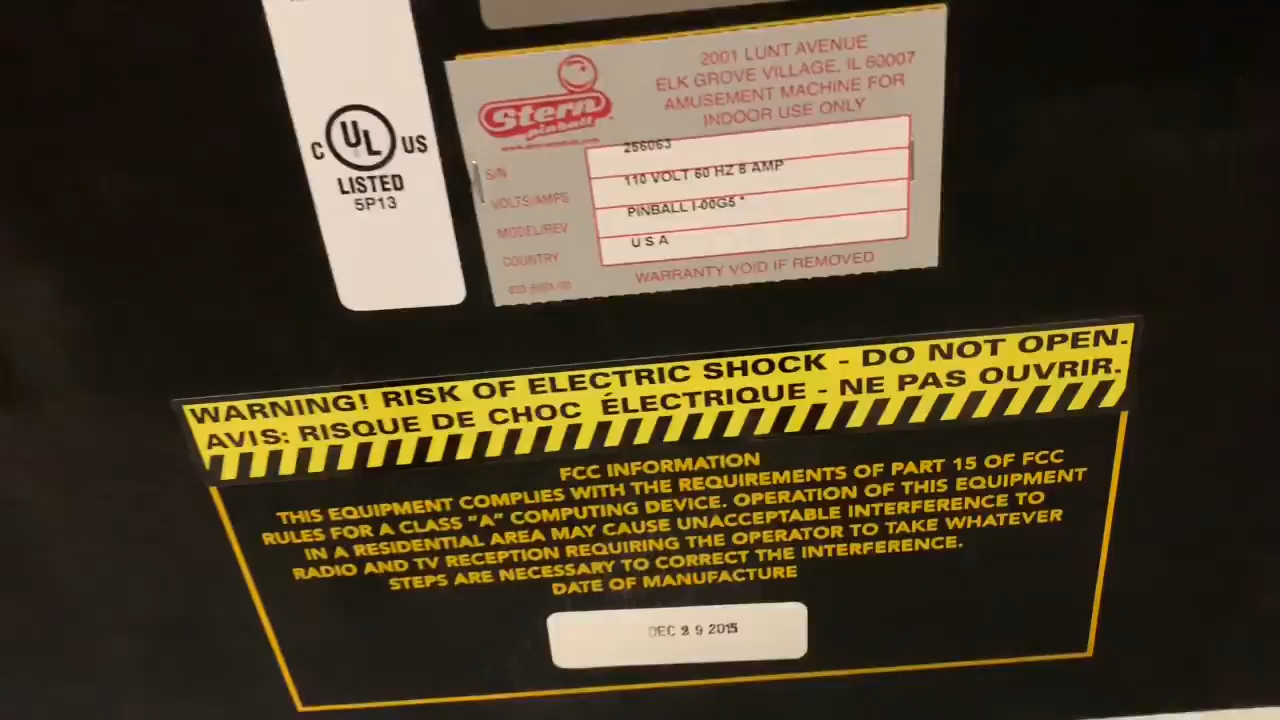 C UL US
LISTED
5P13
Stern
pinball
2001 LUNT AVENUE
ELK GROVE VILLAGE, IL 60007
AMUSEMENT MACHINE FOR
INDOOR USE ONLY
S/N 256063
VOLTS/AMPS 110 VOLT 60 HZ 8 AMP
MODEL/REV PINBALL I-00G5 *
COUNTRY U S A
WARRANTY VOID IF REMOVED
WARNING! RISK OF ELECTRIC SHOCK - DO NOT OPEN.
AVIS: RISQUE DE CHOC ÉLECTRIQUE - NE PAS OUVRIR.
FCC INFORMATION
THIS EQUIPMENT COMPLIES WITH THE REQUIREMENTS OF PART 15 OF FCC
RULES FOR A CLASS "A" COMPUTING DEVICE. OPERATION OF THIS EQUIPMENT
IN A RESIDENTIAL AREA MAY CAUSE UNACCEPTABLE INTERFERENCE TO
RADIO AND TV RECEPTION REQUIRING THE OPERATOR TO TAKE WHATEVER
STEPS ARE NECESSARY TO CORRECT THE INTERFERENCE.
DATE OF MANUFACTURE
DEC 2 9 2015